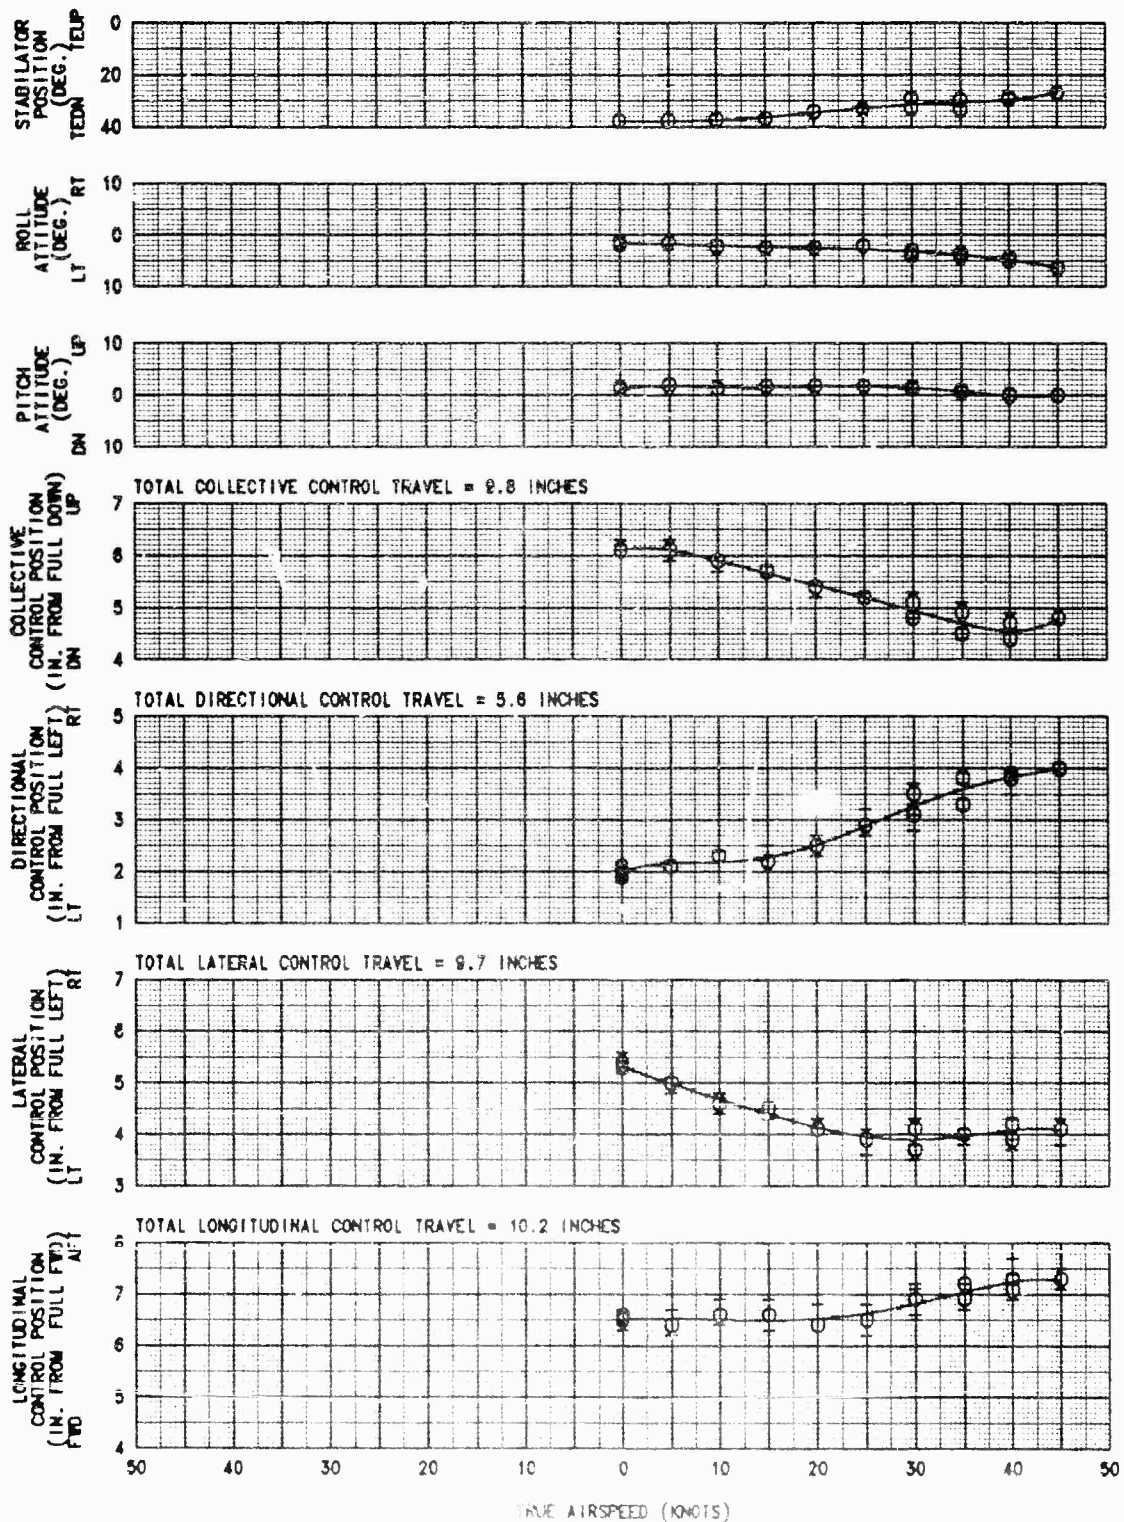 STABILATOR
POSITION
(DEG.)
TEDN TEUP
0
20
40
ROLL
ATTITUDE
(DEG.)
LT RT
10
0
10
PITCH
ATTITUDE
(DEG.)
DN UP
10
0
10
TOTAL COLLECTIVE CONTROL TRAVEL = 9.8 INCHES
COLLECTIVE
CONTROL POSITION
(IN. FROM FULL DOWN)
DN UP
7
6
5
4
TOTAL DIRECTIONAL CONTROL TRAVEL = 5.6 INCHES
DIRECTIONAL
CONTROL POSITION
(IN. FROM FULL LEFT)
LT RT
5
4
3
2
1
TOTAL LATERAL CONTROL TRAVEL = 9.7 INCHES
LATERAL
CONTROL POSITION
(IN. FROM FULL LEFT)
LT RT
7
6
5
4
3
TOTAL LONGITUDINAL CONTROL TRAVEL = 10.2 INCHES
LONGITUDINAL
CONTROL POSITION
(IN. FROM FULL FWD)
FWD AFT
8
7
6
5
4
50 40 30 20 10 0 10 20 30 40 50
TRUE AIRSPEED (KNOTS)